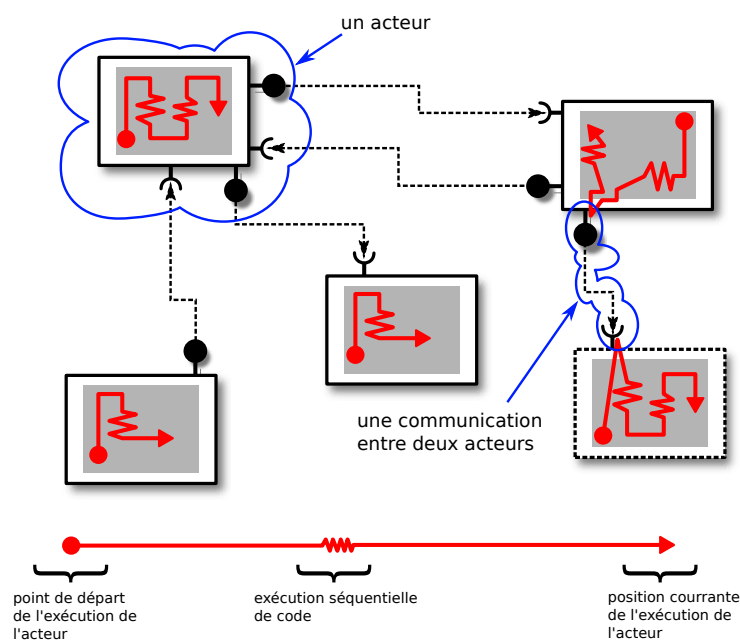 un acteur
une communication
entre deux acteurs
point de départ
de l'exécution de
l'acteur
exécution séquentielle
de code
position courrante
de l'exécution de
l'acteur